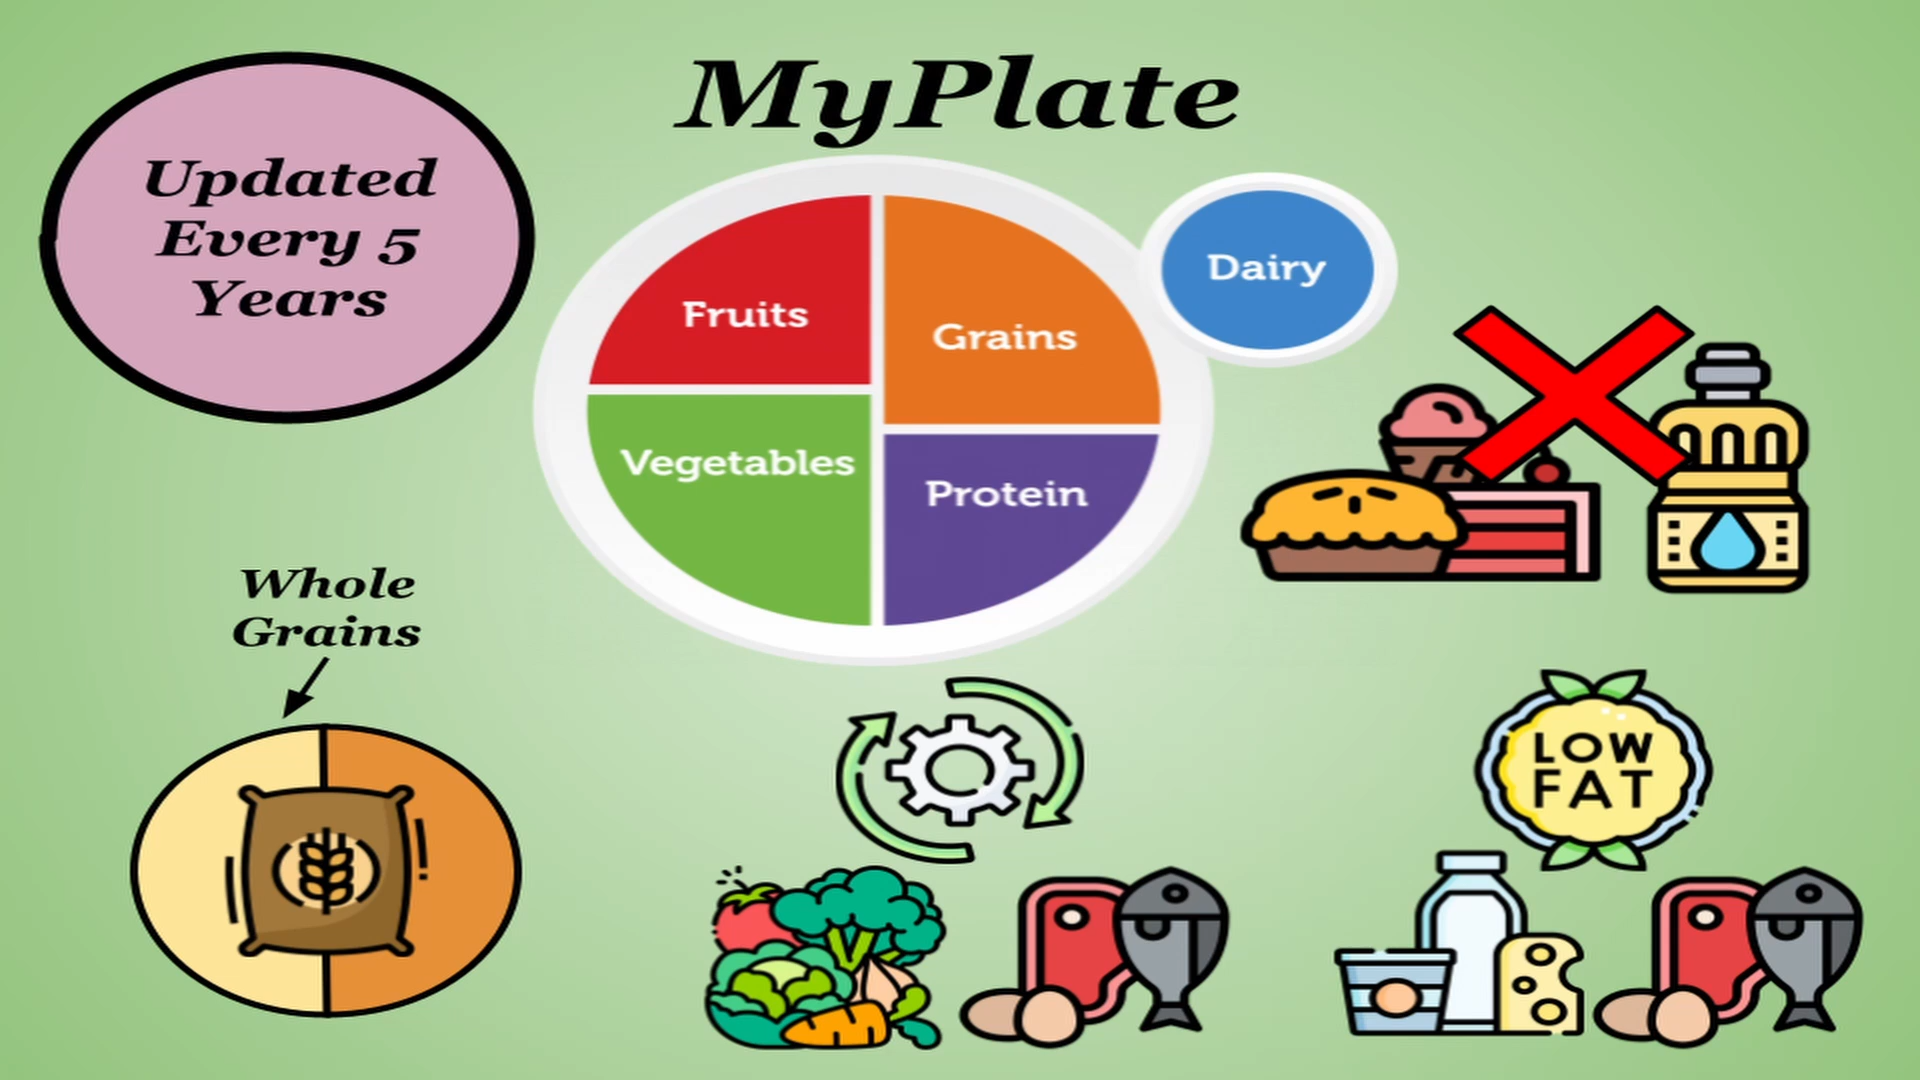 MyPlate
Updated
Every 5
Years
Fruits
Grains
Dairy
Vegetables
Protein
Whole
Grains
LOW
FAT